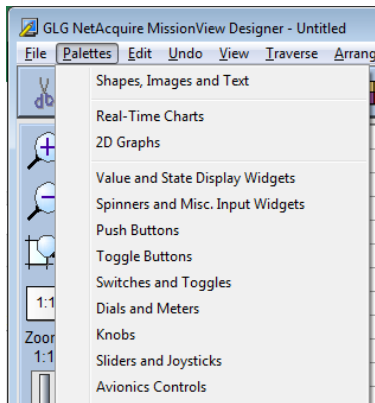 GLG NetAcquire MissionView Designer - Untitled
File Palettes Edit Undo View Traverse Arrang
Shapes, Images and Text
Real-Time Charts
2D Graphs
Value and State Display Widgets
Spinners and Misc. Input Widgets
Push Buttons
Toggle Buttons
Switches and Toggles
Dials and Meters
Knobs
Sliders and Joysticks
Avionics Controls
db
1:1
Zoor
1:1